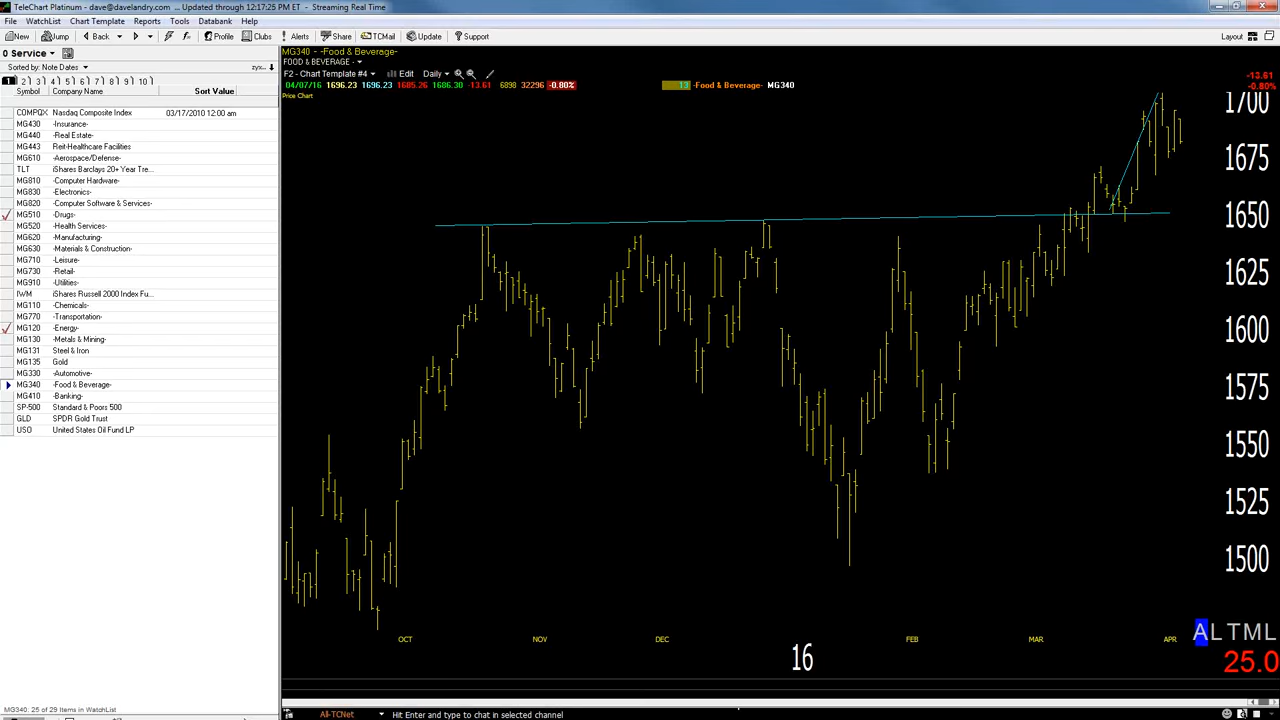 TeleChart Platinum - dave@davelandry.com ... Updated through 12:17:25 PM ET - Streaming Real Time
File WatchList Chart Template Reports Tools Databank Help
New Jump Back Profile Clubs Alerts Share TCMail Update Support Layout
0 Service
Sorted by: Note Dates zyx...
1 2 3 4 5 6 7 8 9 10
Symbol Company Name Sort Value
COMPQX Nasdaq Composite Index 03/17/2010 12:00 am
MG430 -Insurance-
MG440 -Real Estate-
MG443 Reit-Healthcare Facilities
MG610 -Aerospace/Defense-
TLT iShares Barclays 20+ Year Tre...
MG810 -Computer Hardware-
MG830 -Electronics-
MG820 -Computer Software & Services-
MG510 -Drugs-
MG520 -Health Services-
MG620 -Manufacturing-
MG630 -Materials & Construction-
MG710 -Leisure-
MG730 -Retail-
MG910 -Utilities-
IWM iShares Russell 2000 Index Fu...
MG110 -Chemicals-
MG770 -Transportation-
MG120 -Energy-
MG130 -Metals & Mining-
MG131 Steel & Iron
MG135 Gold
MG330 -Automotive-
MG340 -Food & Beverage-
MG410 -Banking-
SP-500 Standard & Poors 500
GLD SPDR Gold Trust
USO United States Oil Fund LP
MG340: 25 of 29 Items in WatchList
MG340 - -Food & Beverage-
FOOD & BEVERAGE -
F2 - Chart Template #4 Edit Daily
04/07/16 1696.23 1696.23 1685.26 1686.30 -13.61 6898 32296 -0.80% 13 -Food & Beverage- MG340
Price Chart
-13.61
-0.80%
1700
1675
1650
1625
1600
1575
1550
1525
1500
OCT NOV DEC 16 FEB MAR APR
ALTML
25.0
All-TCNet Hit Enter and type to chat in selected channel